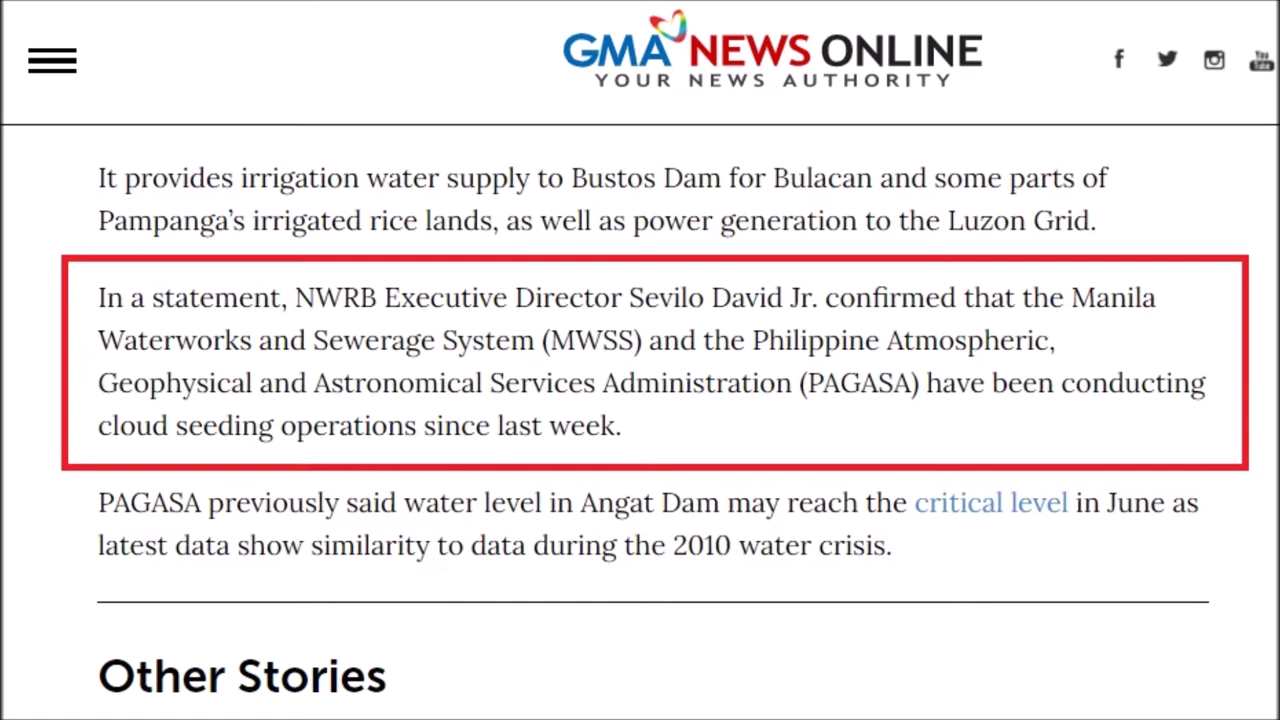 GMA NEWS ONLINE
YOUR NEWS AUTHORITY
You
Tube
It provides irrigation water supply to Bustos Dam for Bulacan and some parts of
Pampanga’s irrigated rice lands, as well as power generation to the Luzon Grid.
In a statement, NWRB Executive Director Sevilo David Jr. confirmed that the Manila
Waterworks and Sewerage System (MWSS) and the Philippine Atmospheric,
Geophysical and Astronomical Services Administration (PAGASA) have been conducting
cloud seeding operations since last week.
PAGASA previously said water level in Angat Dam may reach the critical level in June as
latest data show similarity to data during the 2010 water crisis.
Other Stories